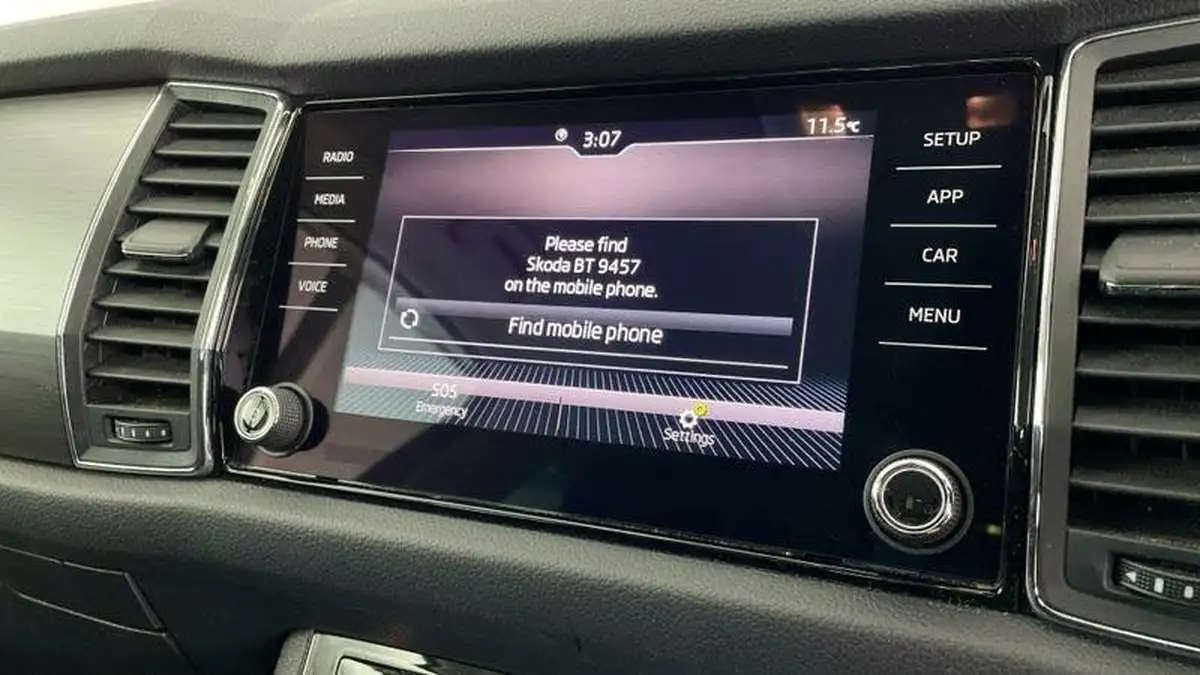 3:07
11.5°C
RADIO
MEDIA
PHONE
VOICE
Please find
Skoda BT 9457
on the mobile phone.
Find mobile phone
SOS
Emergency
Settings
SETUP
APP
CAR
MENU